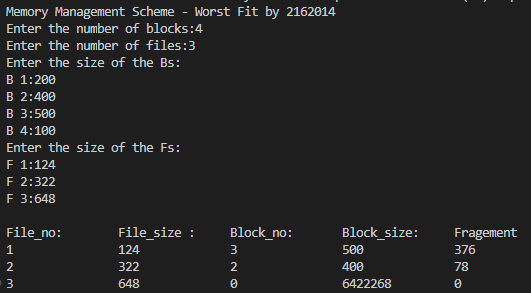 Memory Management Scheme - Worst Fit by 2162014
Enter the number of blocks:4
Enter the number of files:3
Enter the size of the Bs:
B 1:200
B 2:400
B 3:500
B 4:100
Enter the size of the Fs:
F 1:124
F 2:322
F 3:648
File_no: File_size : Block_no: Block_size: Fragement
1 124 3 500 376
2 322 2 400 78
3 648 0 6422268 0